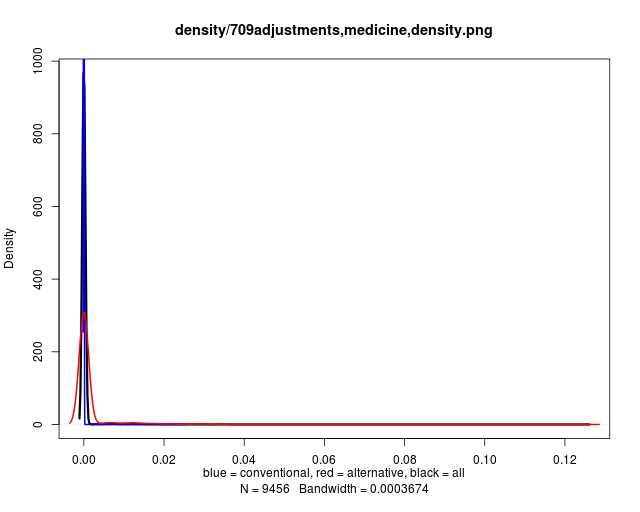 density/709adjustments,medicine,density.png
Density
1000
800
600
400
200
0
0.00 0.02 0.04 0.06 0.08 0.10 0.12
blue = conventional, red = alternative, black = all
N = 9456 Bandwidth = 0.0003674